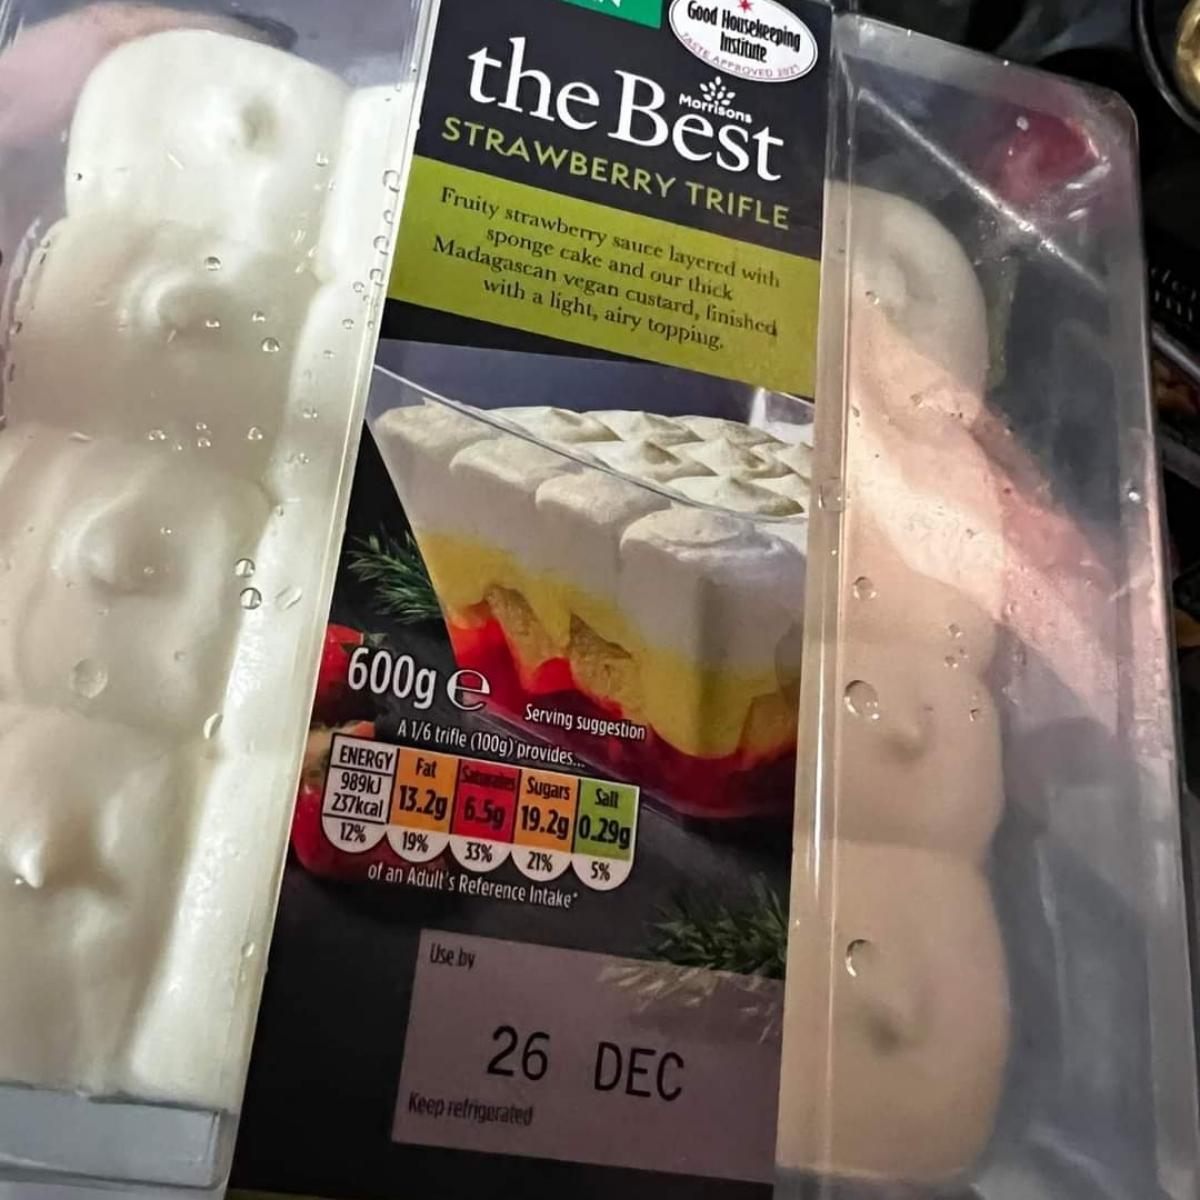 Good Housekeeping
Institute
TASTE APPROVED 2021
the Best
Morrisons
STRAWBERRY TRIFLE
Fruity strawberry sauce layered with
sponge cake and our thick
Madagascan vegan custard, finished
with a light, airy topping.
600g e
Serving suggestion
A 1/6 trifle (100g) provides...
ENERGY Fat Saturates Sugars Salt
989kJ
237kcal 13.2g 6.5g 19.2g 0.29g
12% 19% 33% 21% 5%
of an Adult's Reference Intake*
Use by
26 DEC
Keep refrigerated